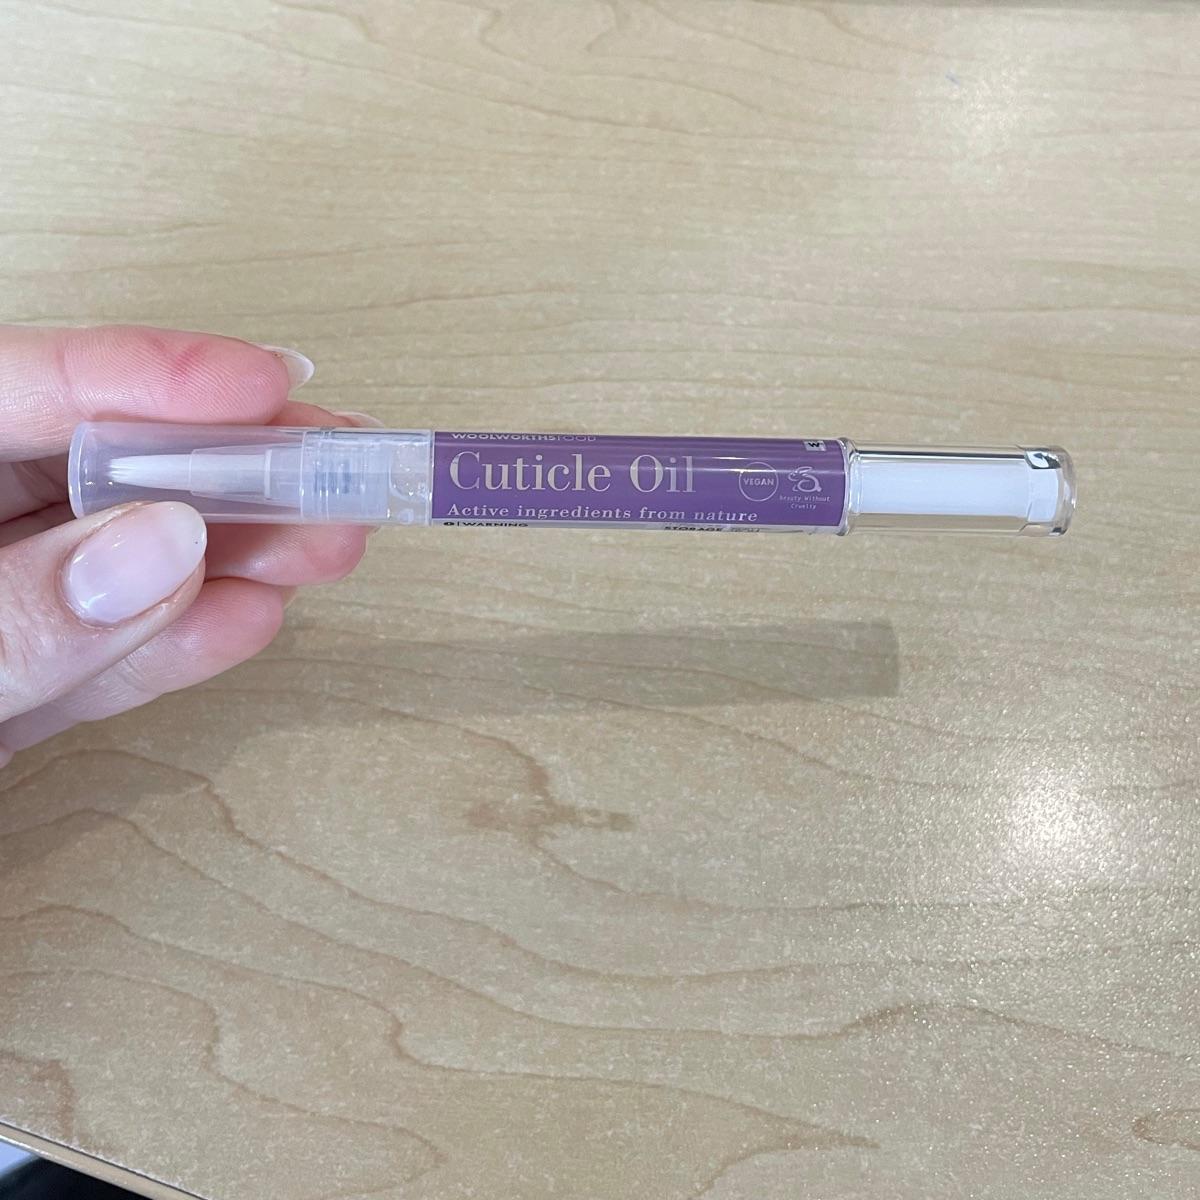 WOOLWORTHSFOOD
W
Cuticle Oil
VEGAN
Beauty Without
Cruelty
Active ingredients from nature
WARNING
STORAGE